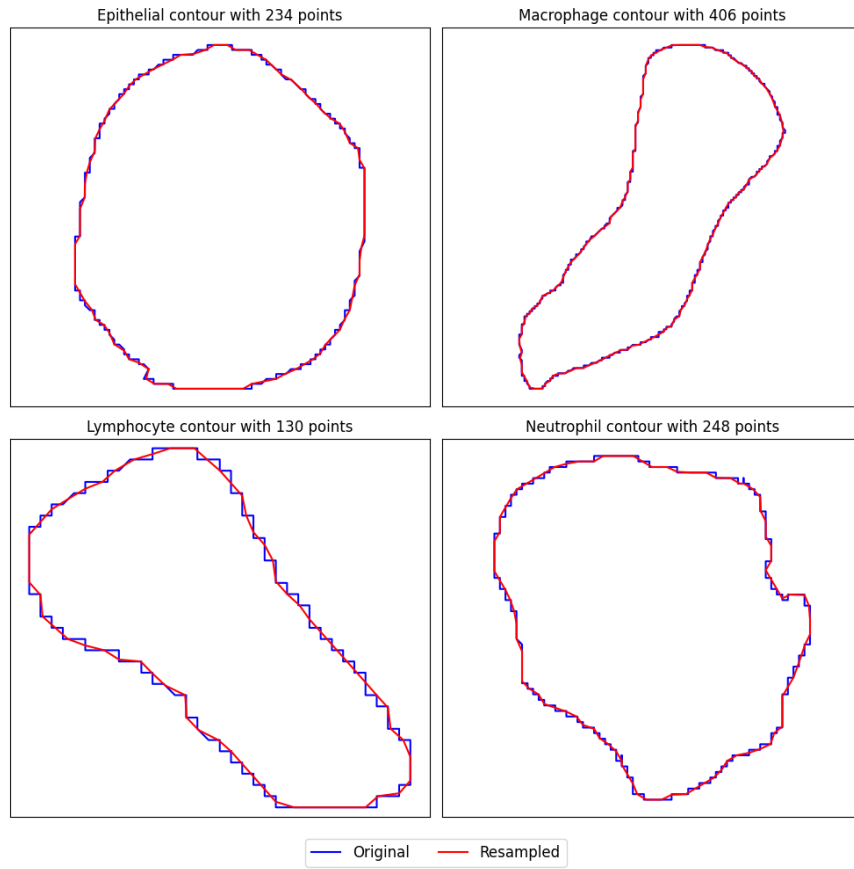 Epithelial contour with 234 points
Macrophage contour with 406 points
Lymphocyte contour with 130 points
Neutrophil contour with 248 points
Original
Resampled